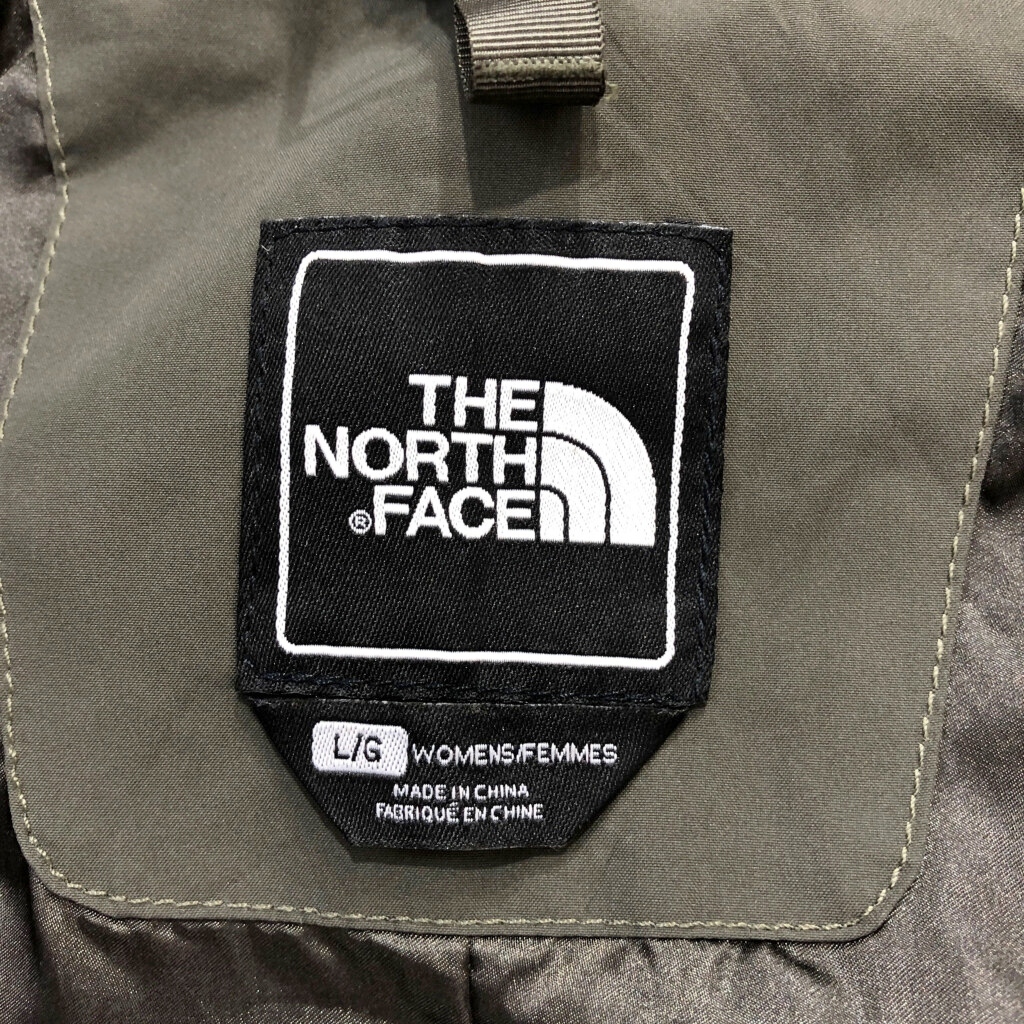 THE
NORTH
®FACE
L/G WOMENS/FEMMES
MADE IN CHINA
FABRIQUÉ EN CHINE